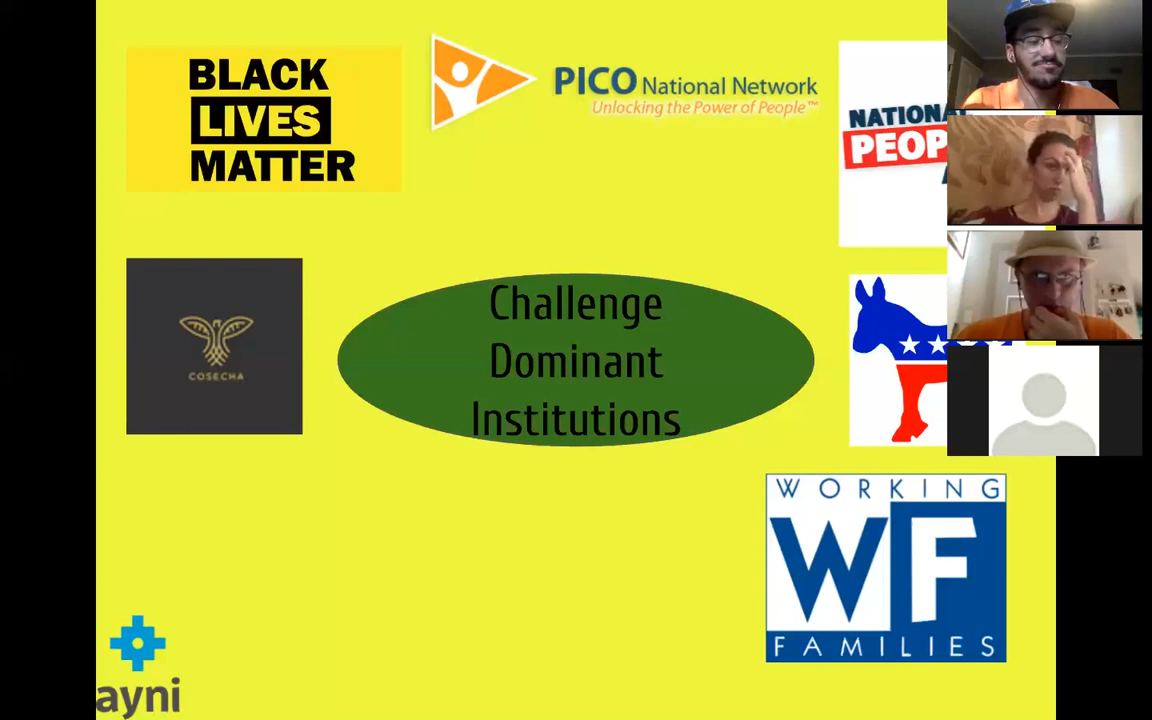 BLACK
LIVES
MATTER
PICO National Network
Unlocking the Power of People™
PEOP
COSECHA
Challenge
Dominant
Institutions
WORKING
WF
FAMILIES
ayni